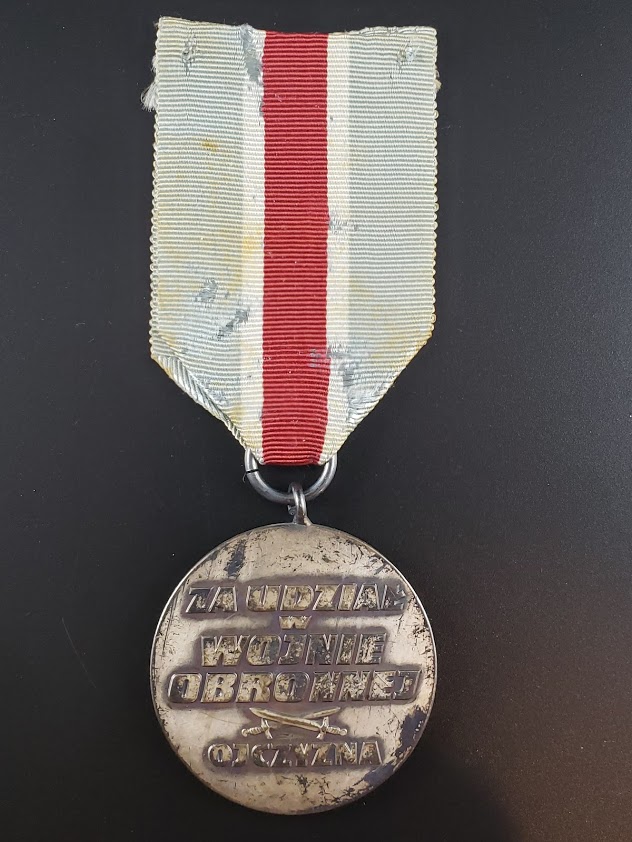 ZA UDZIAŁ
W
WOJNIE
OBRONNEJ
OJCZYZNA